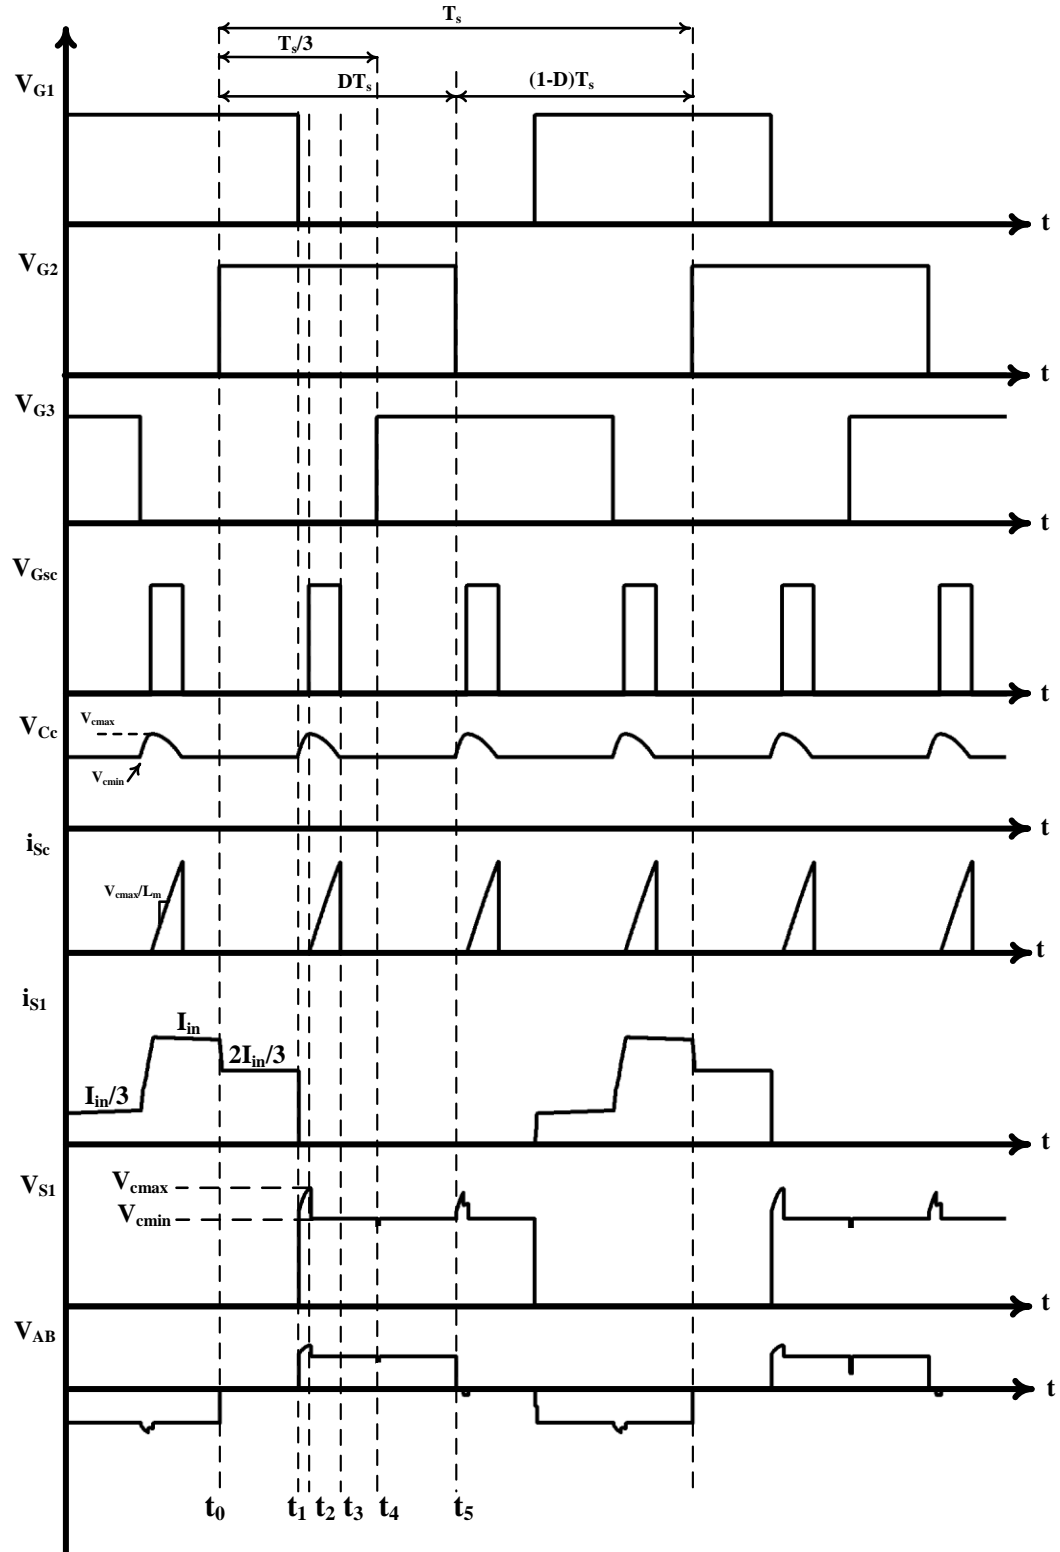 Ts
Ts/3
DTs
(1-D)Ts
VG1
t
VG2
t
VG3
t
VGsc
t
VCc
Vcmax
Vcmin
t
iSc
Vcmax/Lm
t
iS1
Iin
2Iin/3
Iin/3
t
VS1
Vcmax
Vcmin
t
VAB
t
t0 t1 t2 t3 t4 t5